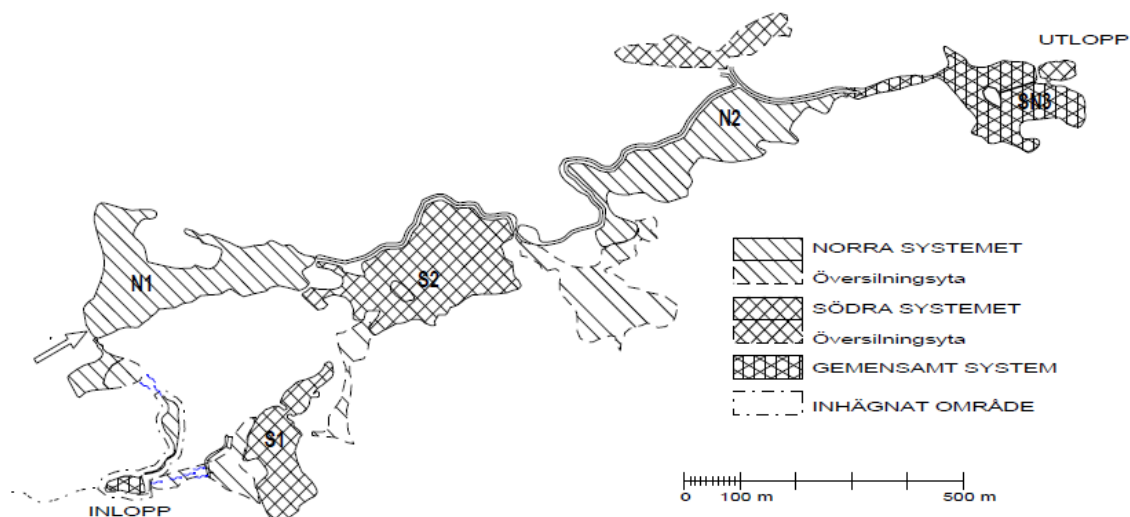 UTLOPP
SN3
N2
N1
S2
S1
INLOPP
NORRA SYSTEMET
Översilningsyta
SÖDRA SYSTEMET
Översilningsyta
GEMENSAMT SYSTEM
INHÄGNAT OMRÅDE
0 100 m 500 m